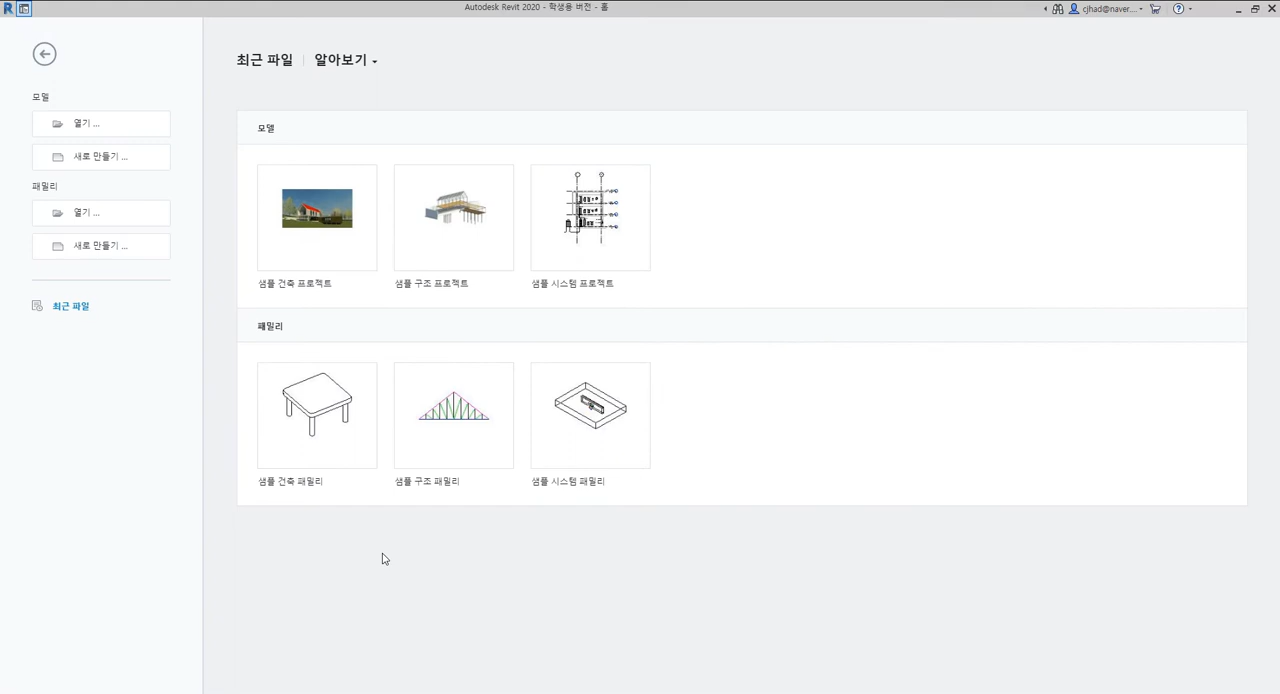 Autodesk Revit 2020 - 학생용 버전 - 홈
cjhad@naver....
최근 파일
알아보기
모델
열기 ...
새로 만들기 ...
패밀리
열기 ...
새로 만들기 ...
최근 파일
모델
샘플 건축 프로젝트
샘플 구조 프로젝트
샘플 시스템 프로젝트
패밀리
샘플 건축 패밀리
샘플 구조 패밀리
샘플 시스템 패밀리